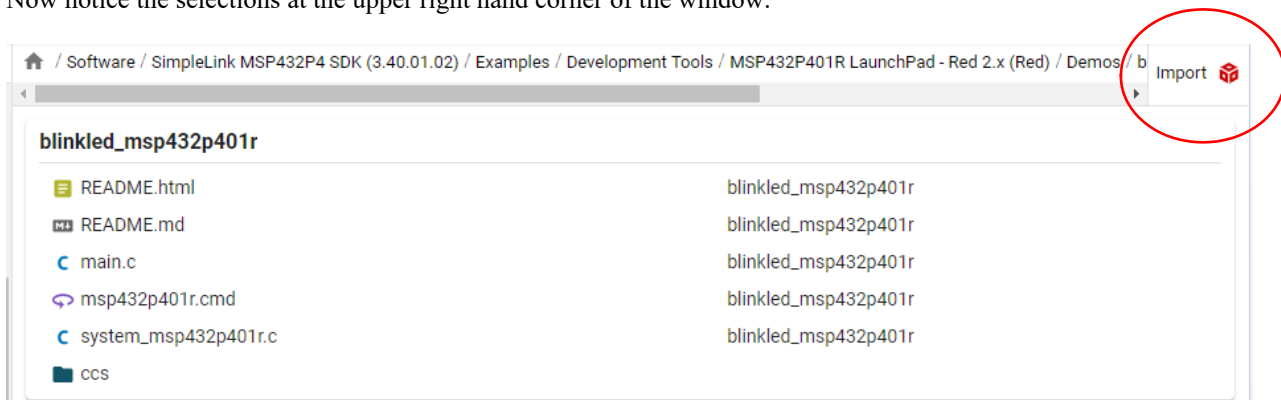 Now notice the selections at the upper right hand corner of the window.
/ Software / SimpleLink MSP432P4 SDK (3.40.01.02) / Examples / Development Tools / MSP432P401R LaunchPad - Red 2.x (Red) / Demos / b
Import
blinkled_msp432p401r
README.html blinkled_msp432p401r
M README.md blinkled_msp432p401r
C main.c blinkled_msp432p401r
msp432p401r.cmd blinkled_msp432p401r
C system_msp432p401r.c blinkled_msp432p401r
ccs